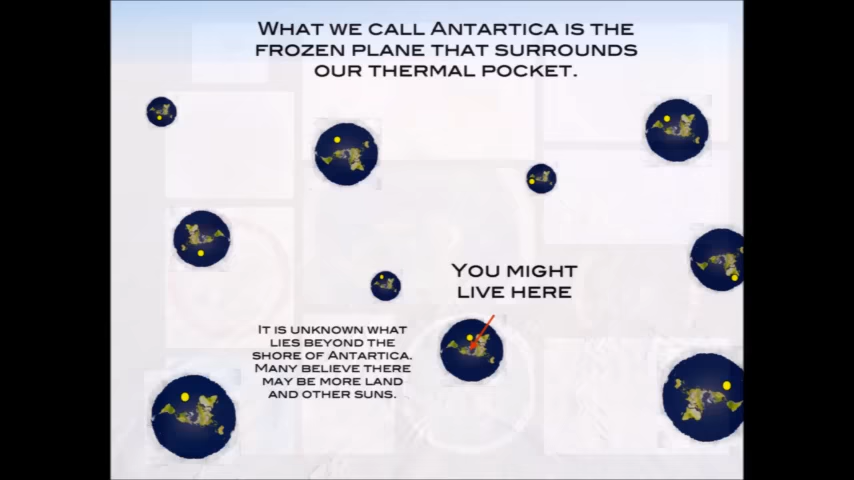 What we call Antartica is the
frozen plane that surrounds
our thermal pocket.
You might
live here
It is unknown what
lies beyond the
shore of Antartica.
Many believe there
may be more land
and other suns.